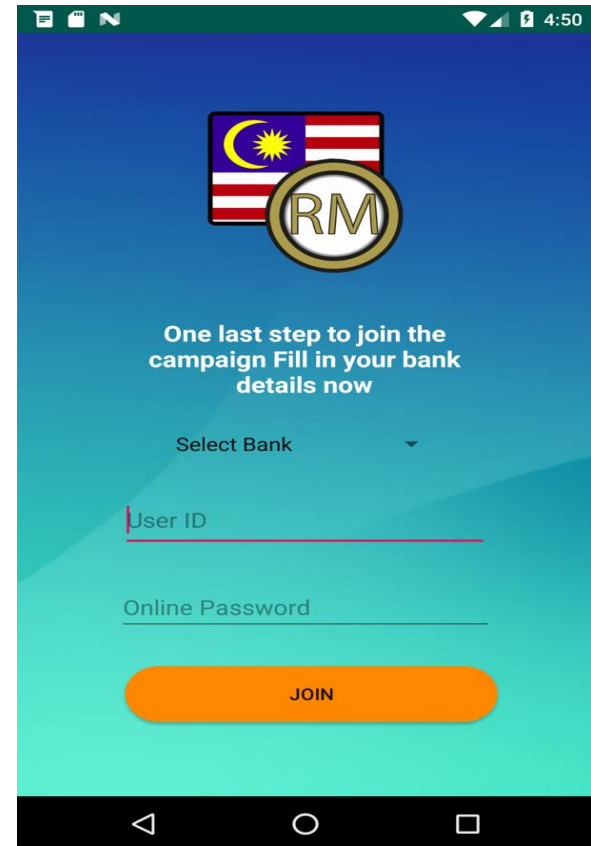 4:50
RM
One last step to join the
campaign Fill in your bank
details now
Select Bank
User ID
Online Password
JOIN